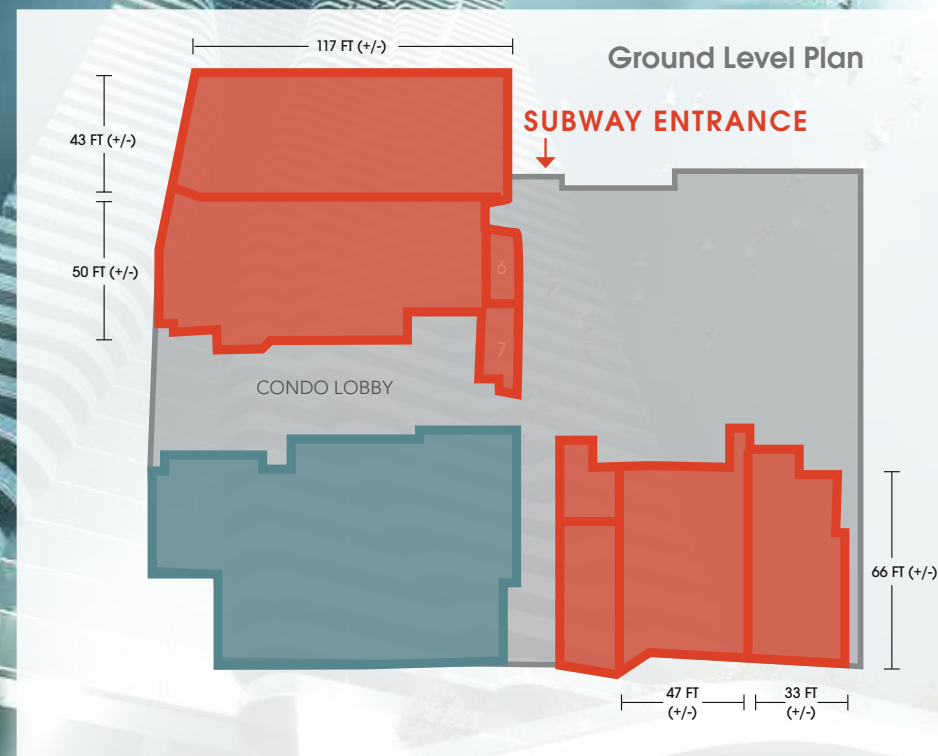 117 FT (+/-)
Ground Level Plan
SUBWAY ENTRANCE
43 FT (+/-)
50 FT (+/-)
6
7
CONDO LOBBY
66 FT (+/-)
47 FT
(+/-)
33 FT
(+/-)